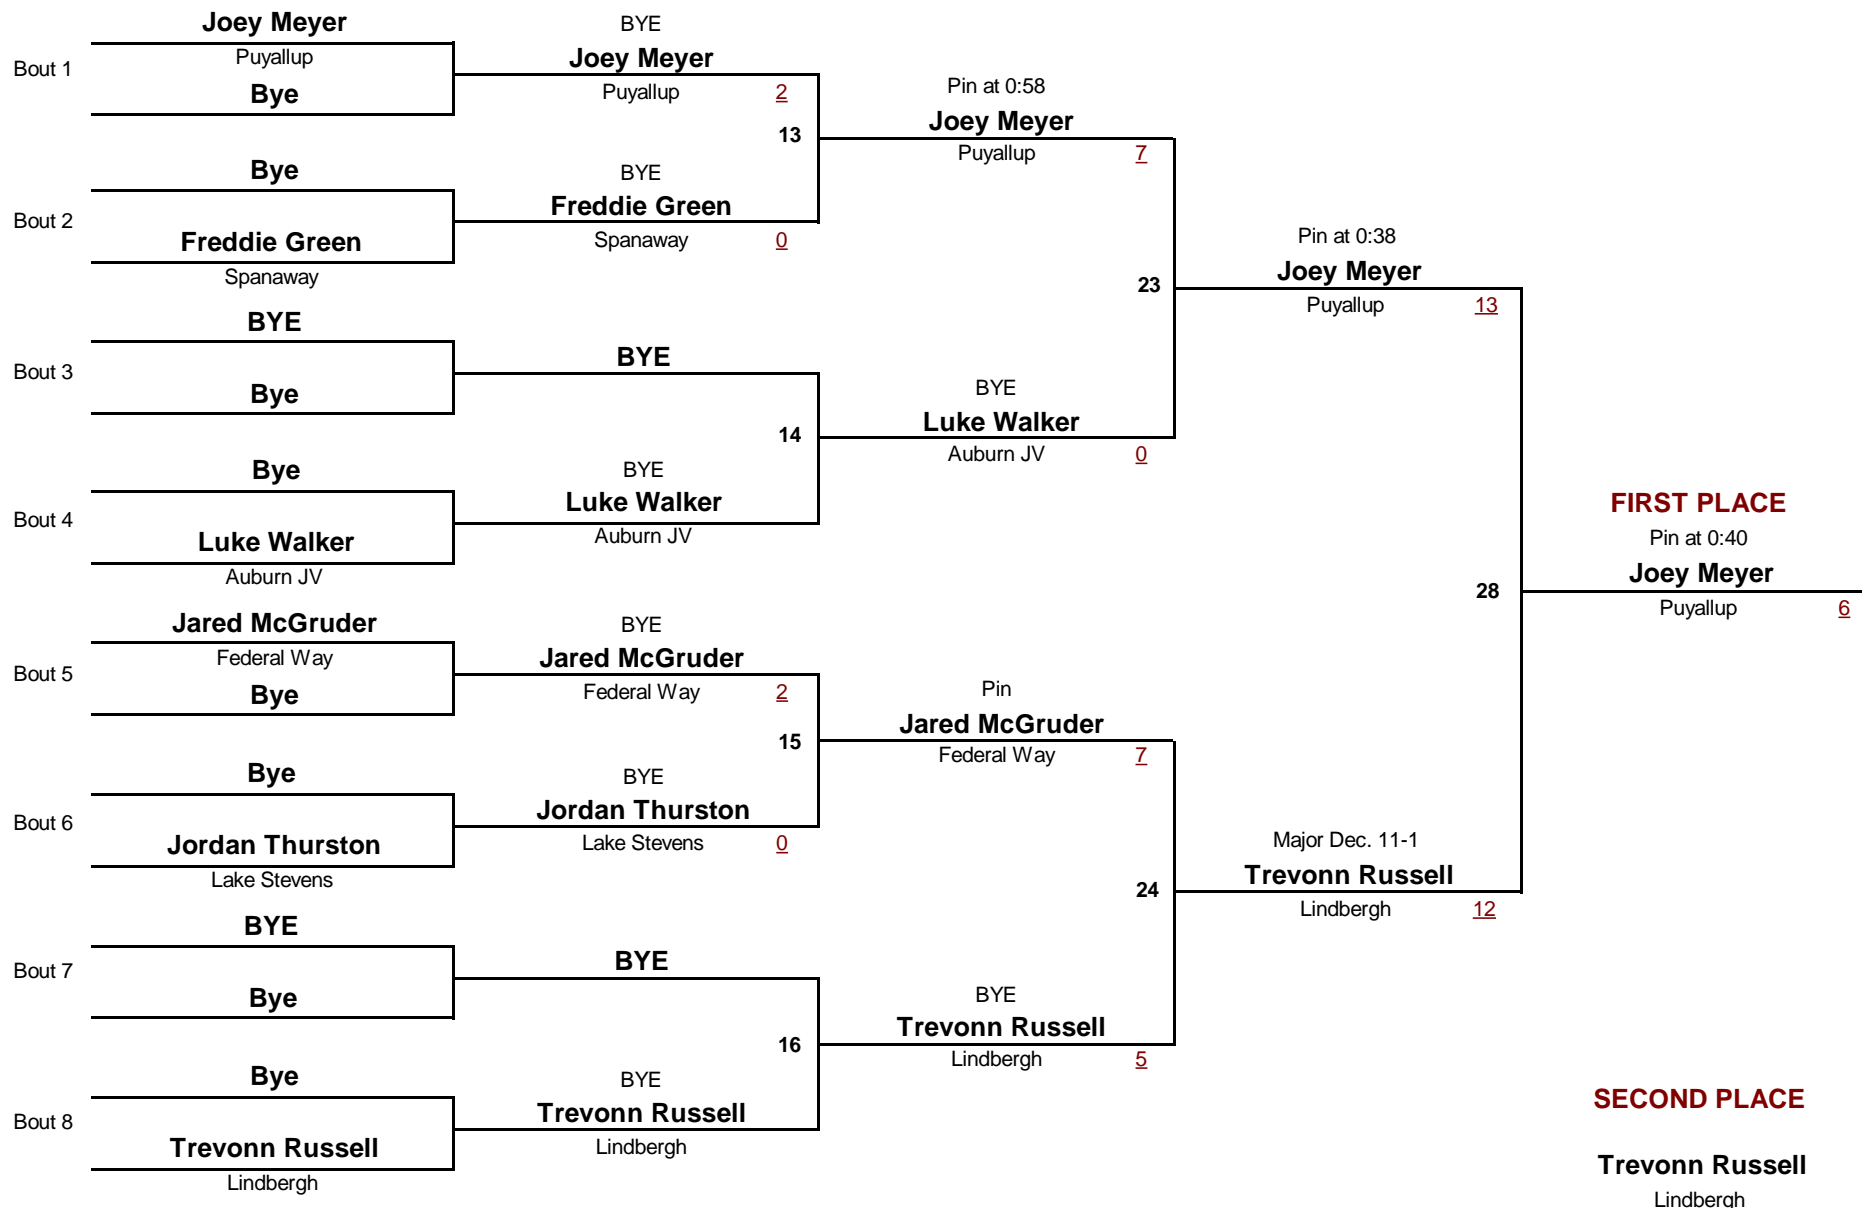 Joey Meyer
Bout 1
Puyallup
Bye
Bye
Bout 2
Freddie Green
Spanaway
BYE
Bout 3
Bye
Bye
Bout 4
Luke Walker
Auburn JV
Jared McGruder
Bout 5
Federal Way
Bye
Bye
Bout 6
Jordan Thurston
Lake Stevens
BYE
Bout 7
Bye
Bye
Bout 8
Trevonn Russell
Lindbergh
BYE
Joey Meyer
Puyallup 2
13
BYE
Freddie Green
Spanaway 0
BYE
14
BYE
Luke Walker
Auburn JV
BYE
Jared McGruder
Federal Way 2
15
BYE
Jordan Thurston
Lake Stevens 0
BYE
16
BYE
Trevonn Russell
Lindbergh
Pin at 0:58
Joey Meyer
Puyallup 7
23
BYE
Luke Walker
Auburn JV 0
Pin
Jared McGruder
Federal Way 7
24
BYE
Trevonn Russell
Lindbergh 5
Pin at 0:38
Joey Meyer
Puyallup 13
28
Major Dec. 11-1
Trevonn Russell
Lindbergh 12
FIRST PLACE
Pin at 0:40
Joey Meyer
Puyallup 6
SECOND PLACE
Trevonn Russell
Lindbergh